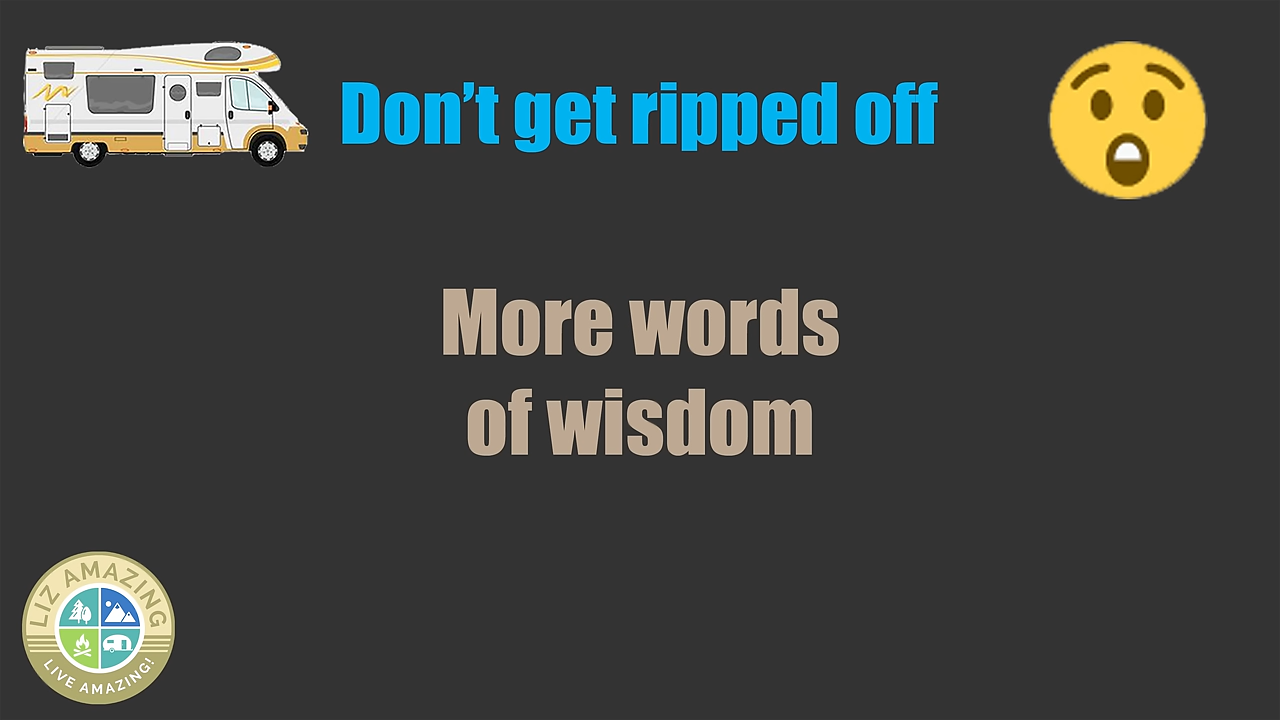 Don’t get ripped off
More words
of wisdom
LIZ AMAZING
LIVE AMAZING!